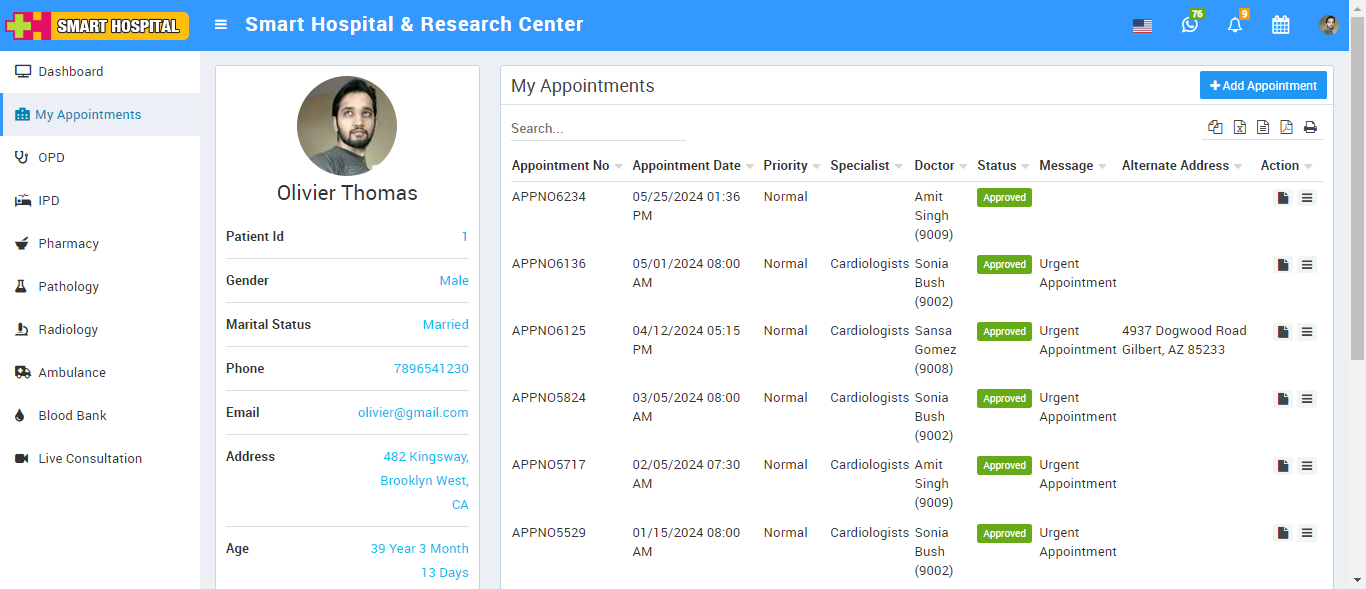 SMART HOSPITAL
Smart Hospital & Research Center
76
9
Dashboard
My Appointments
OPD
IPD
Pharmacy
Pathology
Radiology
Ambulance
Blood Bank
Live Consultation
Olivier Thomas
Patient Id 1
Gender Male
Marital Status Married
Phone 7896541230
Email olivier@gmail.com
Address 482 Kingsway,
Brooklyn West,
CA
Age 39 Year 3 Month
13 Days
My Appointments
Add Appointment
Search...
Appointment No Appointment Date Priority Specialist Doctor Status Message Alternate Address Action
APPNO6234 05/25/2024 01:36 Normal Amit Approved
PM Singh
(9009)
APPNO6136 05/01/2024 08:00 Normal Cardiologists Sonia Approved Urgent
AM Bush Appointment
(9002)
APPNO6125 04/12/2024 05:15 Normal Cardiologists Sansa Approved Urgent 4937 Dogwood Road
PM Gomez Appointment Gilbert, AZ 85233
(9008)
APPNO5824 03/05/2024 08:00 Normal Cardiologists Sonia Approved Urgent
AM Bush Appointment
(9002)
APPNO5717 02/05/2024 07:30 Normal Cardiologists Amit Approved Urgent
AM Singh Appointment
(9009)
APPNO5529 01/15/2024 08:00 Normal Cardiologists Sonia Approved Urgent
AM Bush Appointment
(9002)